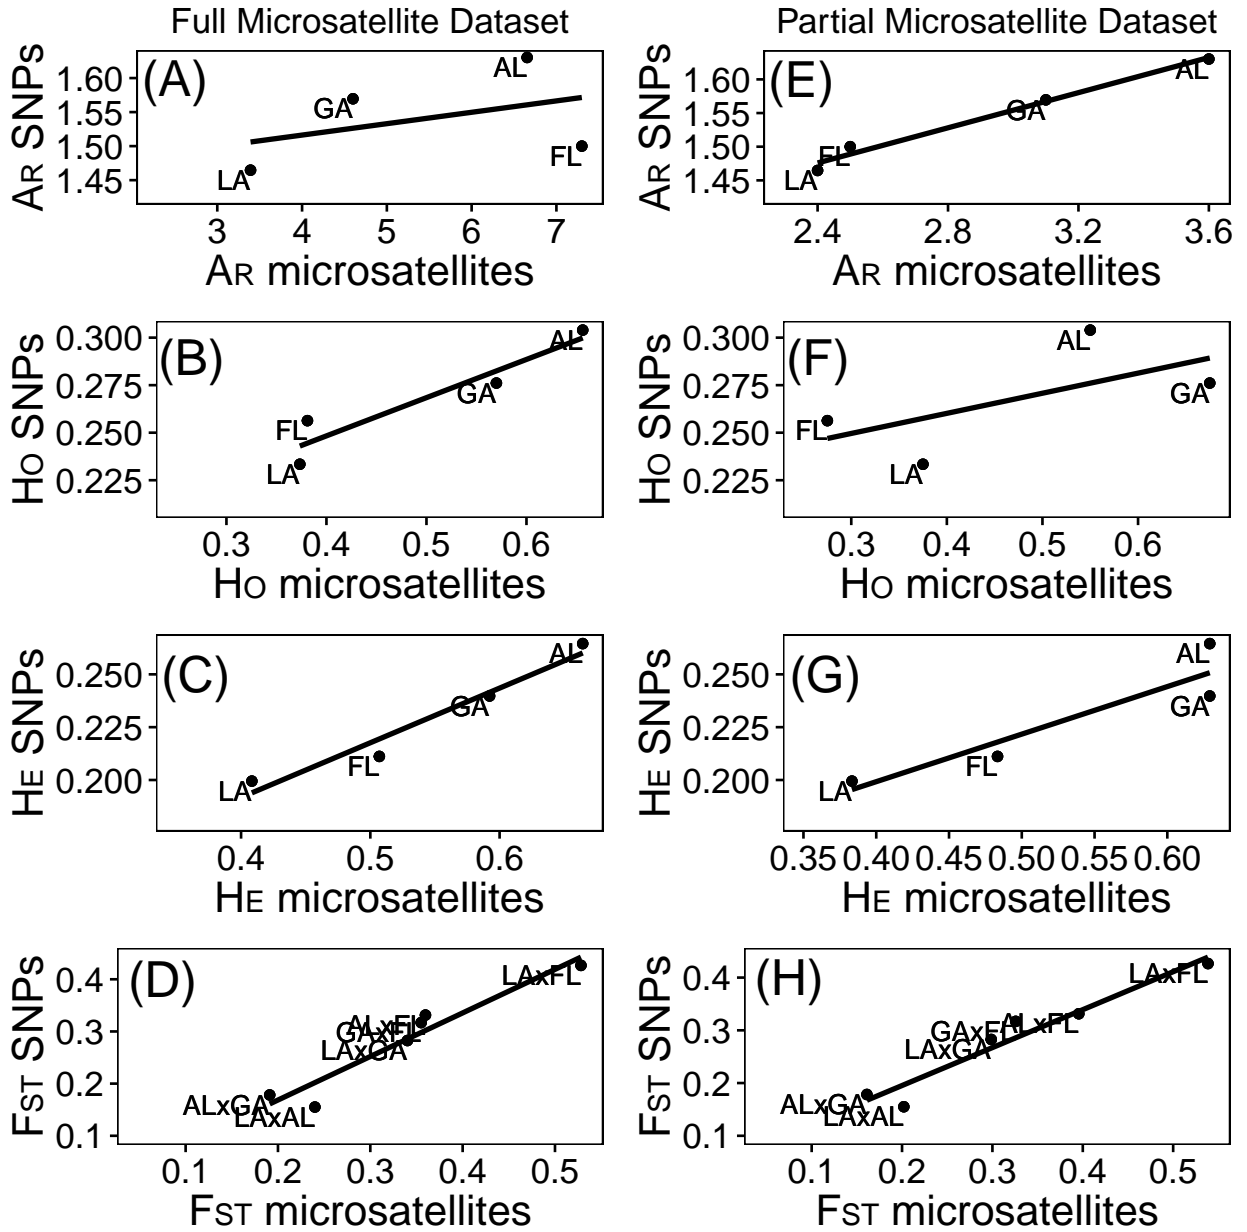 Full Microsatellite Dataset
Partial Microsatellite Dataset
(A)
AR SNPs
1.60
1.55
1.50
1.45
AL
GA
FL
LA
3 4 5 6 7
AR microsatellites
(E)
AR SNPs
1.60
1.55
1.50
1.45
AL
GA
FL
LA
2.4 2.8 3.2 3.6
AR microsatellites
(B)
HO SNPs
0.300
0.275
0.250
0.225
AL
GA
FL
LA
0.3 0.4 0.5 0.6
HO microsatellites
(F)
HO SNPs
0.300
0.275
0.250
0.225
AL
GA
FL
LA
0.3 0.4 0.5 0.6
HO microsatellites
(C)
HE SNPs
0.250
0.225
0.200
AL
GA
FL
LA
0.4 0.5 0.6
HE microsatellites
(G)
HE SNPs
0.250
0.225
0.200
AL
GA
FL
LA
0.35 0.40 0.45 0.50 0.55 0.60
HE microsatellites
(D)
FST SNPs
0.4
0.3
0.2
0.1
LAxFL
ALxFL
GAxFL
LAxGA
ALxGA
LAxAL
0.1 0.2 0.3 0.4 0.5
FST microsatellites
(H)
FST SNPs
0.4
0.3
0.2
0.1
LAxFL
ALxFL
GAxFL
LAxGA
ALxGA
LAxAL
0.1 0.2 0.3 0.4 0.5
FST microsatellites